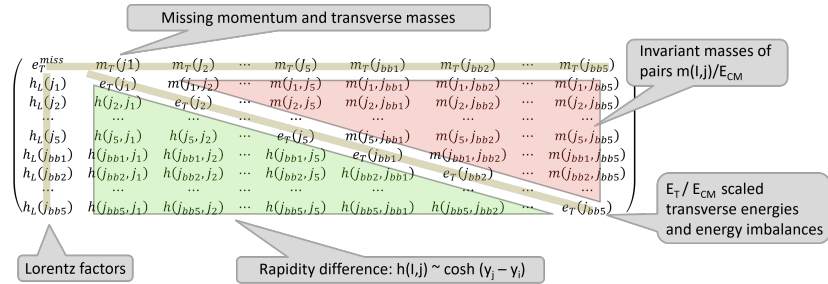 Missing momentum and transverse masses
e_T^miss m_T(j1) m_T(J_2) ⋯ m_T(J_5) m_T(j_bb1) m_T(j_bb2) ⋯ m_T(j_bb5)
h_L(j_1) e_T(j_1) m(j_1,j_2) ⋯ m(j_1,j_5) m(j_1,j_bb1) m(j_1,j_bb2) ⋯ m(j_1,j_bb5)
h_L(j_2) h(j_2,j_1) e_T(j_2) ⋯ m(j_2,j_5) m(j_2,j_bb1) m(j_2,j_bb2) ⋯ m(j_2,j_bb5)
⋯ ⋯ ⋯ ⋯ ⋯ ⋯ ⋯ ⋯
h_L(j_5) h(j_5,j_1) h(j_5,j_2) ⋯ e_T(j_5) m(j_5,j_bb1) m(j_5,j_bb2) ⋯ m(j_5,j_bb5)
h_L(j_bb1) h(j_bb1,j_1) h(j_bb1,j_2) ⋯ h(j_bb1,j_5) e_T(j_bb1) m(j_bb1,j_bb2) ⋯ m(j_bb1,j_bb5)
h_L(j_bb2) h(j_bb2,j_1) h(j_bb2,j_2) ⋯ h(j_bb2,j_5) h(j_bb2,j_bb1) e_T(j_bb2) ⋯ m(j_bb2,j_bb5)
⋯ ⋯ ⋯ ⋯ ⋯ ⋯ ⋯ ⋯
h_L(j_bb5) h(j_bb5,j_1) h(j_bb5,j_2) ⋯ h(j_bb5,j_5) h(j_bb5,j_bb1) h(j_bb5,j_bb2) ⋯ e_T(j_bb5)
Invariant masses of
pairs m(I,j)/E_CM
E_T/ E_CM scaled
transverse energies
and energy imbalances
Lorentz factors
Rapidity difference: h(I,j) ~ cosh (y_j – y_i)